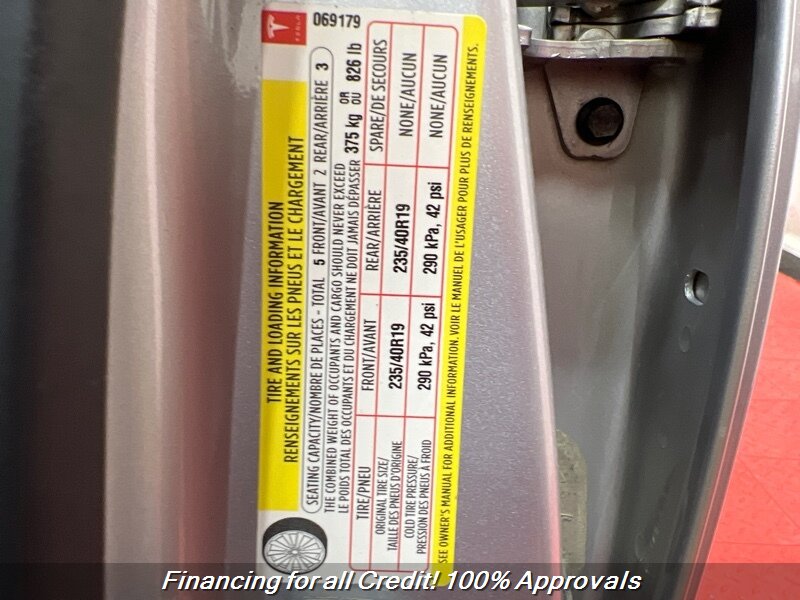 TESLA
069179
TIRE AND LOADING INFORMATION
RENSEIGNEMENTS SUR LES PNEUS ET LE CHARGEMENT
SEATING CAPACITY/NOMBRE DE PLACES - TOTAL 5 FRONT/AVANT 2 REAR/ARRIÈRE 3
THE COMBINED WEIGHT OF OCCUPANTS AND CARGO SHOULD NEVER EXCEED
LE POIDS TOTAL DES OCCUPANTS ET DU CHARGEMENT NE DOIT JAMAIS DÉPASSER 375 kg OR OU 826 lb
TIRE/PNEU FRONT/AVANT REAR/ARRIÈRE SPARE/DE SECOURS
ORIGINAL TIRE SIZE/
TAILLE DES PNEUS D'ORIGINE 235/40R19 235/40R19 NONE/AUCUN
COLD TIRE PRESSURE/
PRESSION DES PNEUS À FROID 290 kPa, 42 psi 290 kPa, 42 psi NONE/AUCUN
SEE OWNER'S MANUAL FOR ADDITIONAL INFORMATION. VOIR LE MANUEL DE L'USAGER POUR PLUS DE RENSEIGNEMENTS.
Financing for all Credit! 100% Approvals